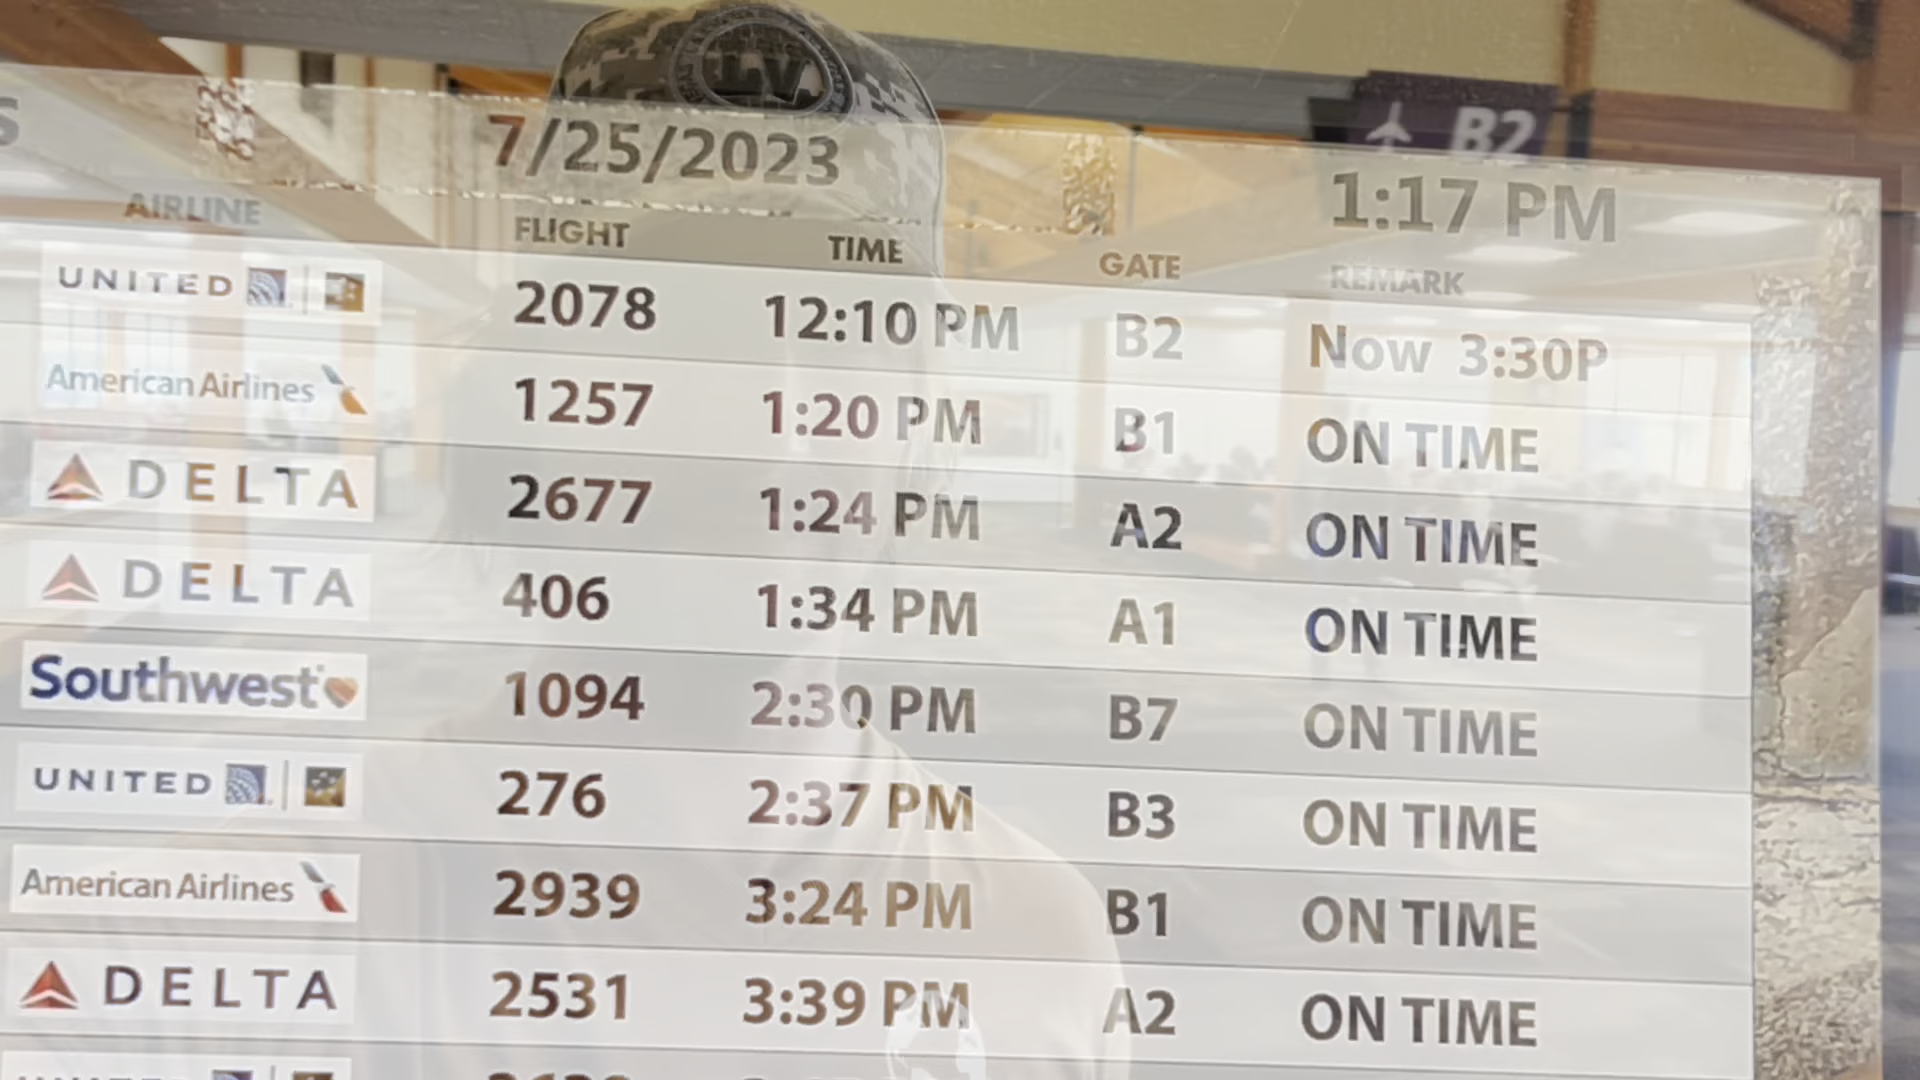 S 7/25/2023 1:17 PM
AIRLINE FLIGHT TIME GATE REMARK
UNITED 2078 12:10 PM B2 Now 3:30P
American Airlines 1257 1:20 PM B1 ON TIME
DELTA 2677 1:24 PM A2 ON TIME
DELTA 406 1:34 PM A1 ON TIME
Southwest 1094 2:30 PM B7 ON TIME
UNITED 276 2:37 PM B3 ON TIME
American Airlines 2939 3:24 PM B1 ON TIME
DELTA 2531 3:39 PM A2 ON TIME
B2
LV